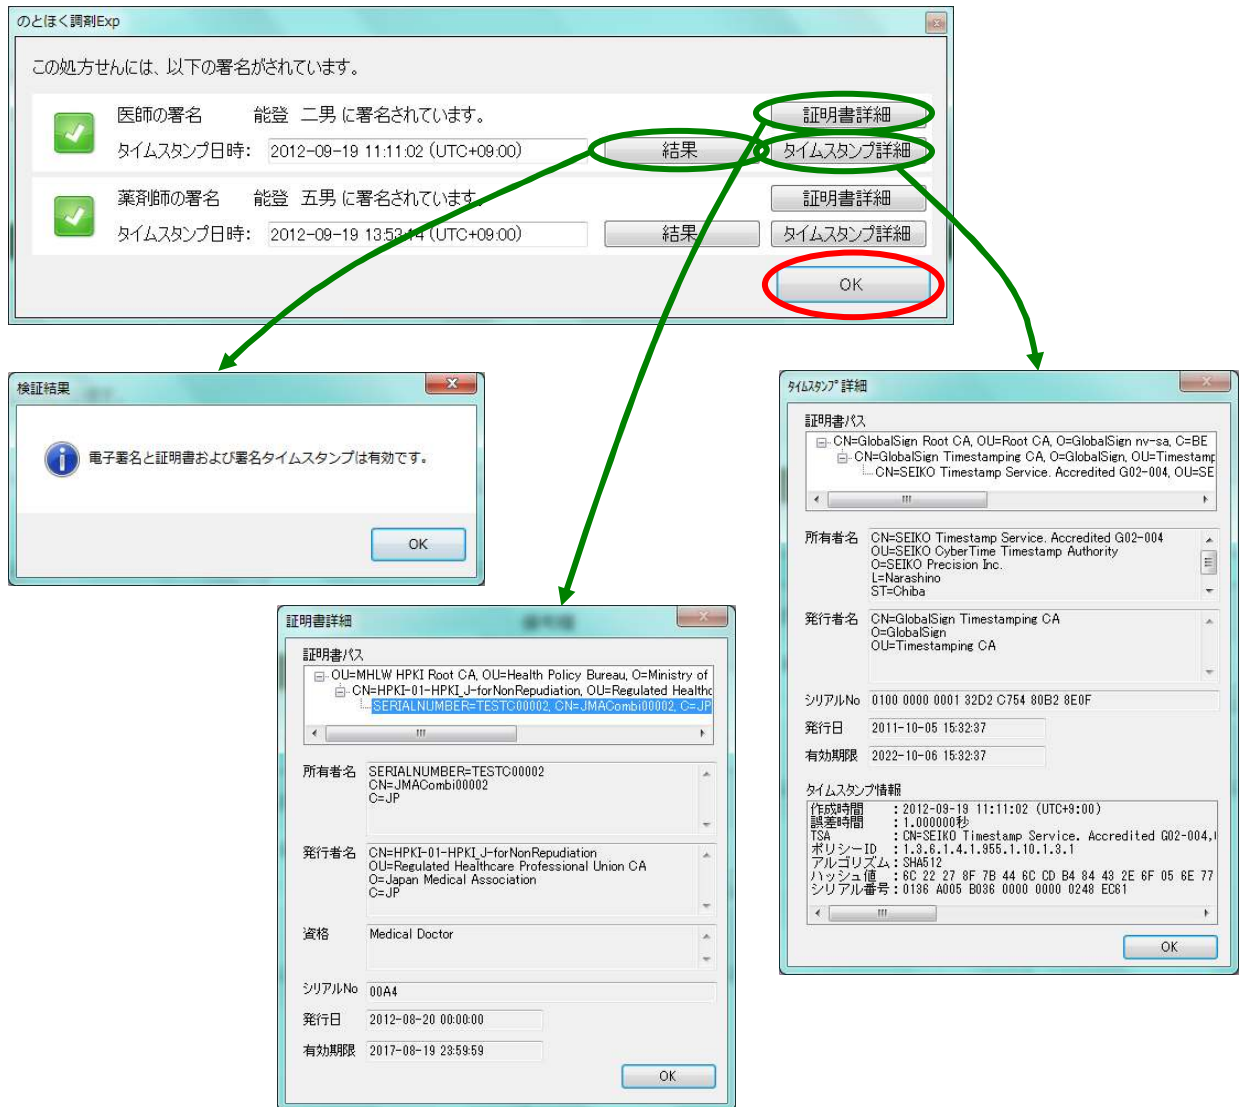 のとほく調剤Exp
この処方せんには、以下の署名がされています。
医師の署名 能登 二男 に署名されています。 証明書詳細
タイムスタンプ日時： 2012-09-19 11:11:02 (UTC+09:00) 結果 タイムスタンプ詳細
薬剤師の署名 能登 五男 に署名されています。 証明書詳細
タイムスタンプ日時： 2012-09-19 13:53:14 (UTC+09:00) 結果 タイムスタンプ詳細
OK
検証結果
電子署名と証明書および署名タイムスタンプは有効です。
OK
証明書詳細
証明書パス
OU=MHLW HPKI Root CA, OU=Health Policy Bureau, O=Ministry of
CN=HPKI-01-HPKI_J-forNonRepudiation, OU=Regulated Healthc
SERIALNUMBER=TESTC00002, CN=JMACombi00002, C=JP
所有者名 SERIALNUMBER=TESTC00002
CN=JMACombi00002
C=JP
発行者名 CN=HPKI-01-HPKI_J-forNonRepudiation
OU=Regulated Healthcare Professional Union CA
O=Japan Medical Association
C=JP
資格 Medical Doctor
シリアルNo 00A4
発行日 2012-08-20 00:00:00
有効期限 2017-08-19 23:59:59
OK
ﾀｲﾑｽﾀﾝﾌﾟ詳細
証明書パス
CN=GlobalSign Root CA, OU=Root CA, O=GlobalSign nv-sa, C=BE
CN=GlobalSign Timestamping CA, O=GlobalSign, OU=Timestamp
CN=SEIKO Timestamp Service. Accredited G02-004, OU=SE
所有者名 CN=SEIKO Timestamp Service. Accredited G02-004
OU=SEIKO CyberTime Timestamp Authority
O=SEIKO Precision Inc.
L=Narashino
ST=Chiba
発行者名 CN=GlobalSign Timestamping CA
O=GlobalSign
OU=Timestamping CA
シリアルNo 0100 0000 0001 32D2 C754 80B2 8E0F
発行日 2011-10-05 15:32:37
有効期限 2022-10-06 15:32:37
タイムスタンプ情報
作成時間 ：2012-09-19 11:11:02 (UTC+9:00)
誤差時間 ：1.000000秒
TSA ：CN=SEIKO Timestamp Service. Accredited G02-004,
ポリシーID ：1.3.6.1.4.1.955.1.10.1.3.1
アルゴリズム：SHA512
ハッシュ値 ：6C 22 27 8F 7B 44 6C CD B4 84 43 2E 6F 05 6E 77
シリアル番号：0136 A005 B036 0000 0000 0248 EC61
OK